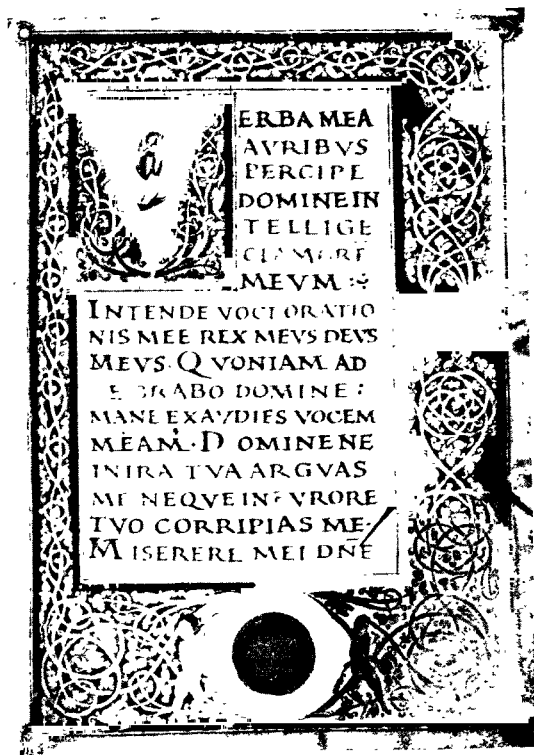 VERBA MEA
AVRIBVS
PERCIPE
DOMINE IN
TELLIGE
CLAMORE
MEVM
INTENDE VOCI ORATIO
NIS MEE REX MEVS DEVS
MEVS. QVONIAM AD
ORABO DOMINE:
MANE EXAVDIES VOCEM
MEAM. DOMINE NE
IN IRA TVA ARGVAS
ME NEQVE IN FVRORE
TVO CORRIPIAS ME.
MISERERE MEI DNE